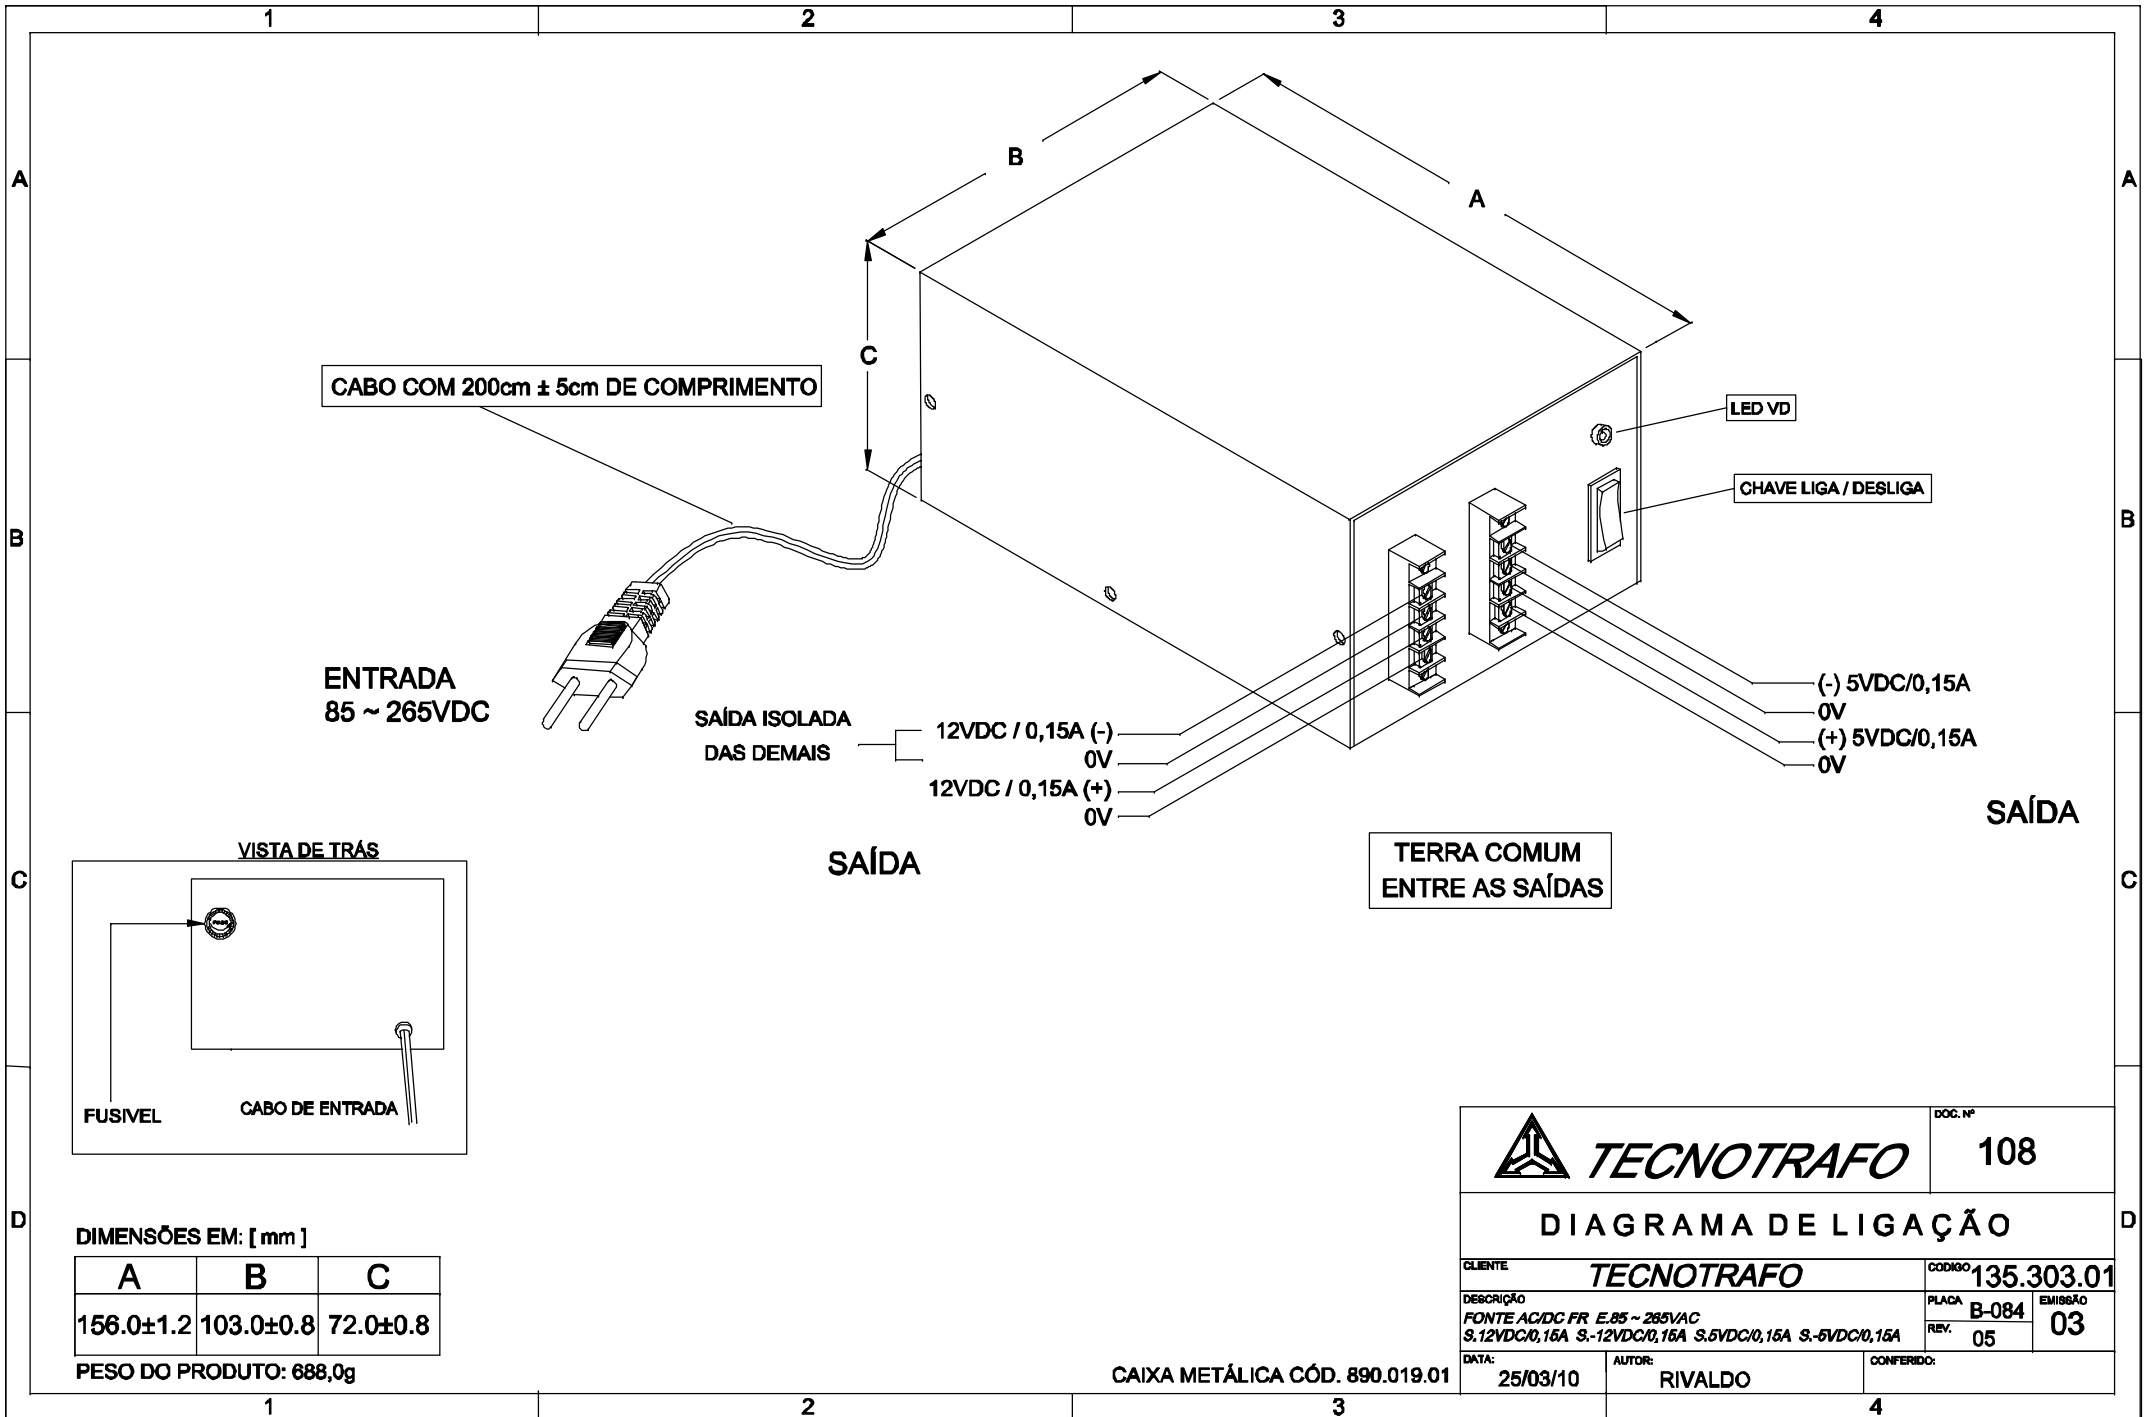 1 2 3 4
A
B
C
D
A
B
C
D
B
A
C
CABO COM 200cm ± 5cm DE COMPRIMENTO
LED VD
CHAVE LIGA / DESLIGA
ENTRADA
85 ~ 265VDC
SAÍDA ISOLADA
DAS DEMAIS
12VDC / 0,15A (-)
0V
12VDC / 0,15A (+)
0V
SAÍDA
(-) 5VDC/0,15A
0V
(+) 5VDC/0,15A
0V
SAÍDA
TERRA COMUM
ENTRE AS SAÍDAS
VISTA DE TRÁS
FUSIVEL
CABO DE ENTRADA
DIMENSÕES EM: [ mm ]
A B C
156.0±1.2 103.0±0.8 72.0±0.8
PESO DO PRODUTO: 688,0g
CAIXA METÁLICA CÓD. 890.019.01
TECNOTRAFO
DOC. Nº
108
DIAGRAMA DE LIGAÇÃO
CLIENTE
TECNOTRAFO
CODIGO
135.303.01
DESCRIÇÃO
FONTE AC/DC FR E.85 ~ 265VAC
S.12VDC/0,15A S.-12VDC/0,15A S.5VDC/0,15A S.-5VDC/0,15A
PLACA
B-084
REV.
05
EMISSÃO
03
DATA:
25/03/10
AUTOR:
RIVALDO
CONFERIDO:
1 2 3 4